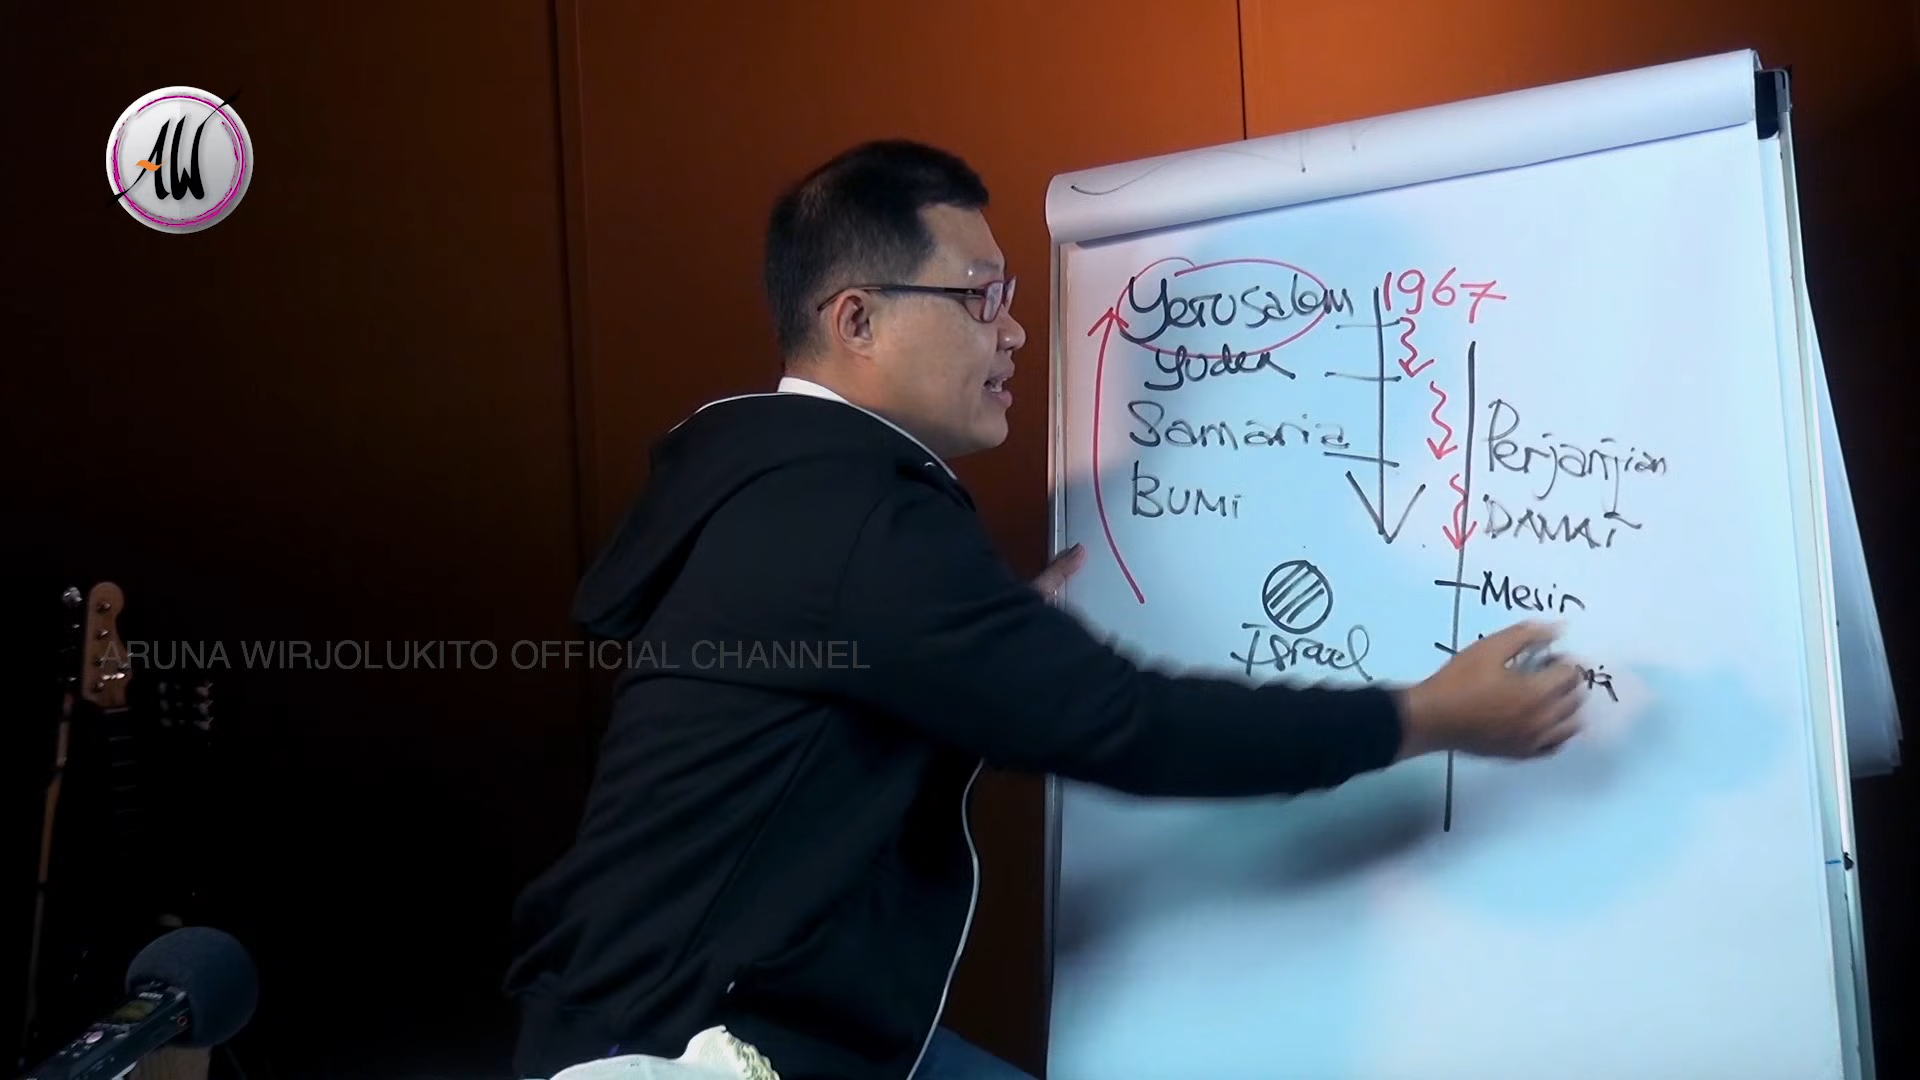 AW
Yerusalem 1967
Yudea
Samaria
BUMI
Perjanjian
DAMAI
Mesir
Israel
ARUNA WIRJOLUKITO OFFICIAL CHANNEL